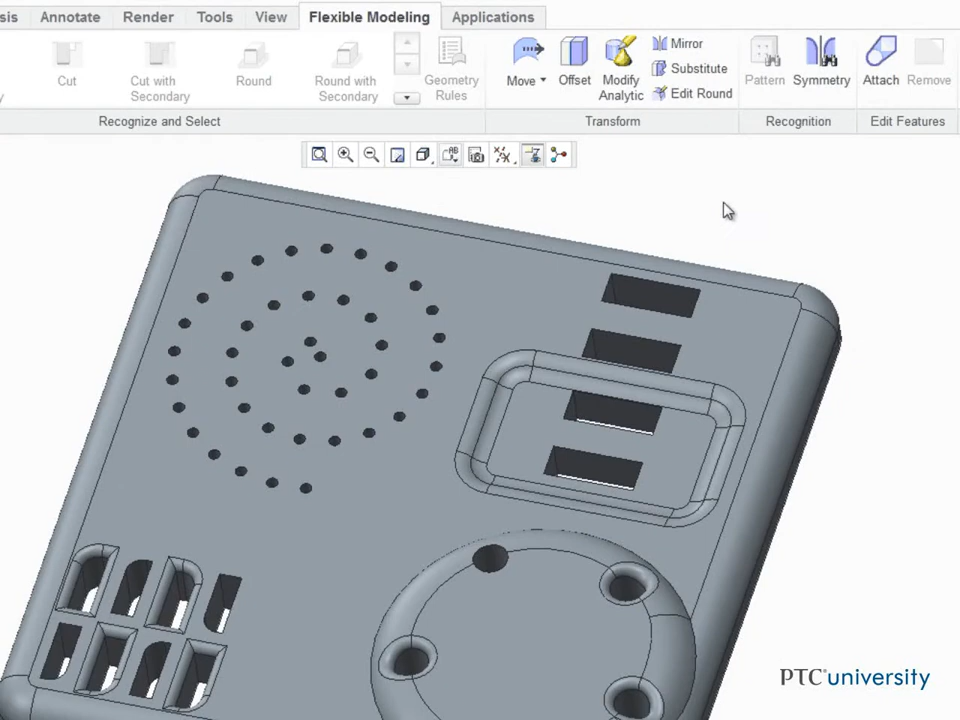 sis Annotate Render Tools View Flexible Modeling Applications
Cut
Cut with
Secondary
Round
Round with
Secondary
Geometry
Rules
Move
Offset
Modify
Analytic
Mirror
Substitute
Edit Round
Pattern
Symmetry
Attach
Remove
Recognize and Select
Transform
Recognition
Edit Features
PTC university